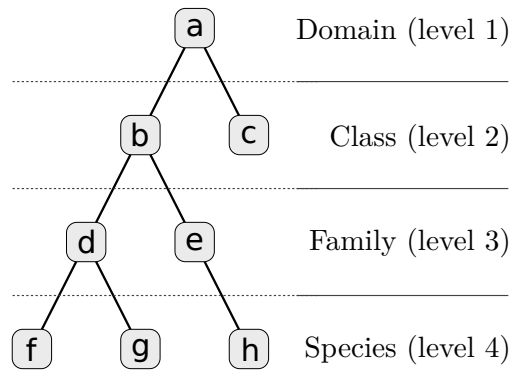 a Domain (level 1)
b c Class (level 2)
d e Family (level 3)
f g h Species (level 4)